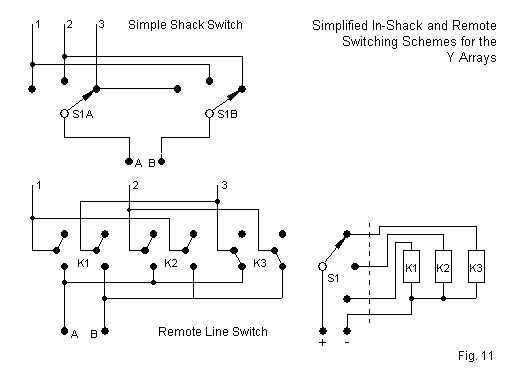 Simple Shack Switch
Simplified In-Shack and Remote
Switching Schemes for the
Y Arrays
1 2 3
S1A S1B
A B
1 2 3
K1 K2 K3
A B
Remote Line Switch
S1 K1 K2 K3
+ -
Fig. 11